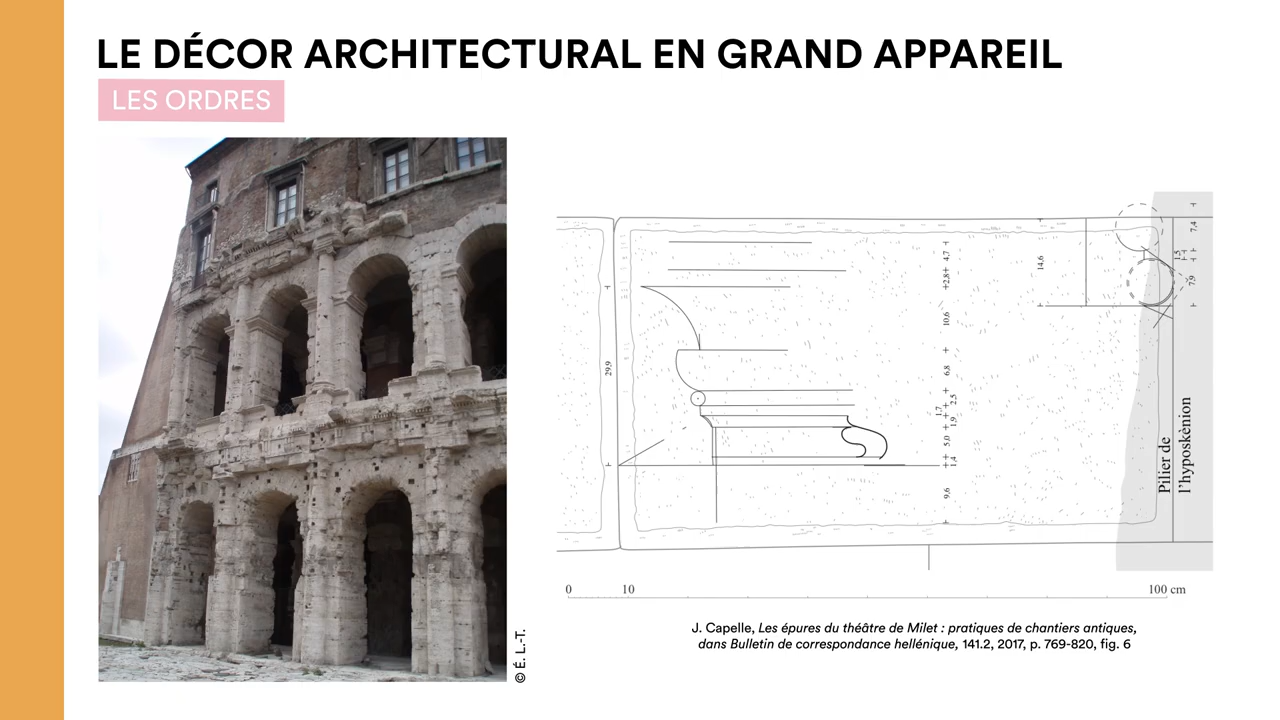 LE DÉCOR ARCHITECTURAL EN GRAND APPAREIL
LES ORDRES
© É. L.-T.
29,9
4,7
2,8
10,6
6,8
2,5
1,7
1,9
5,0
1,4
9,6
14,6
7,4
1,5
7,9
Pilier de
l'hyposkènion
0
10
100 cm
J. Capelle, Les épures du théâtre de Milet : pratiques de chantiers antiques,
dans Bulletin de correspondance hellénique, 141.2, 2017, p. 769-820, fig. 6